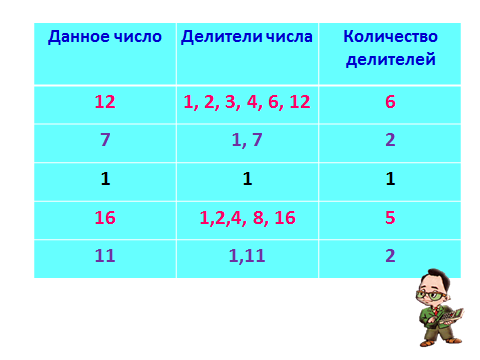 Данное число Делители числа Количество
делителей
12 1, 2, 3, 4, 6, 12 6
7 1, 7 2
1 1 1
16 1,2,4, 8, 16 5
11 1,11 2